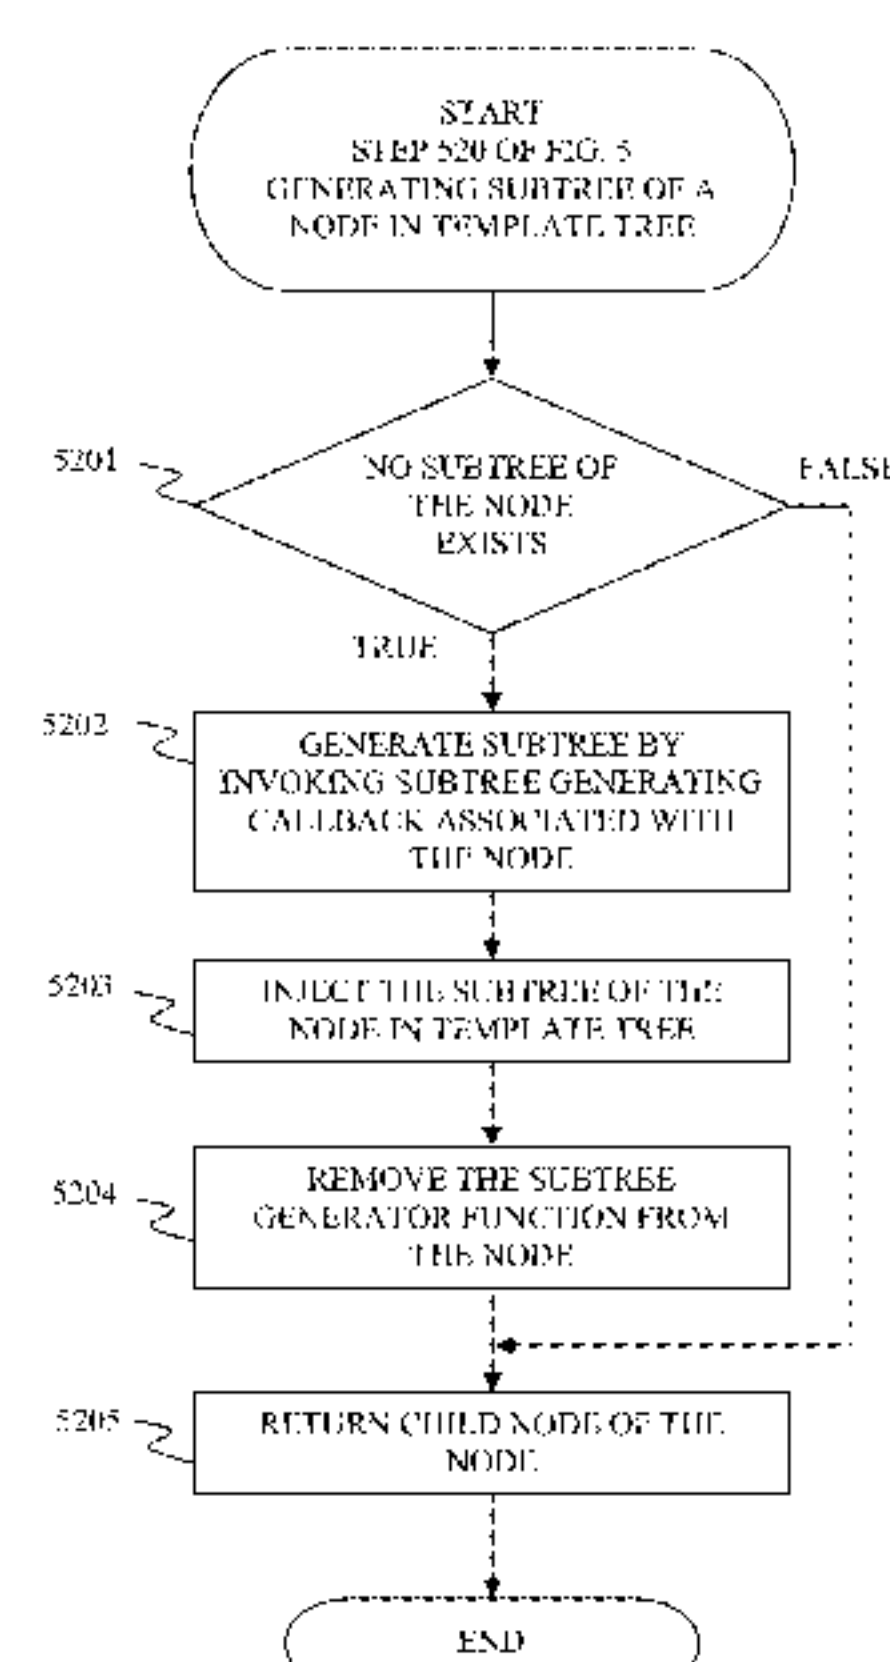 START
STEP 520 OF FIG. 5
GENERATING SUBTREE OF A
NODE IN TEMPLATE TREE
5201
NO SUBTREE OF
THE NODE
EXISTS
FALSE
TRUE
5202
GENERATE SUBTREE BY
INVOKING SUBTREE GENERATING
CALLBACK ASSOCIATED WITH
THE NODE
5203
INJECT THE SUBTREE OF THE
NODE IN TEMPLATE TREE
5204
REMOVE THE SUBTREE
GENERATOR FUNCTION FROM
THE NODE
5205
RETURN CHILD NODE OF THE
NODE
END